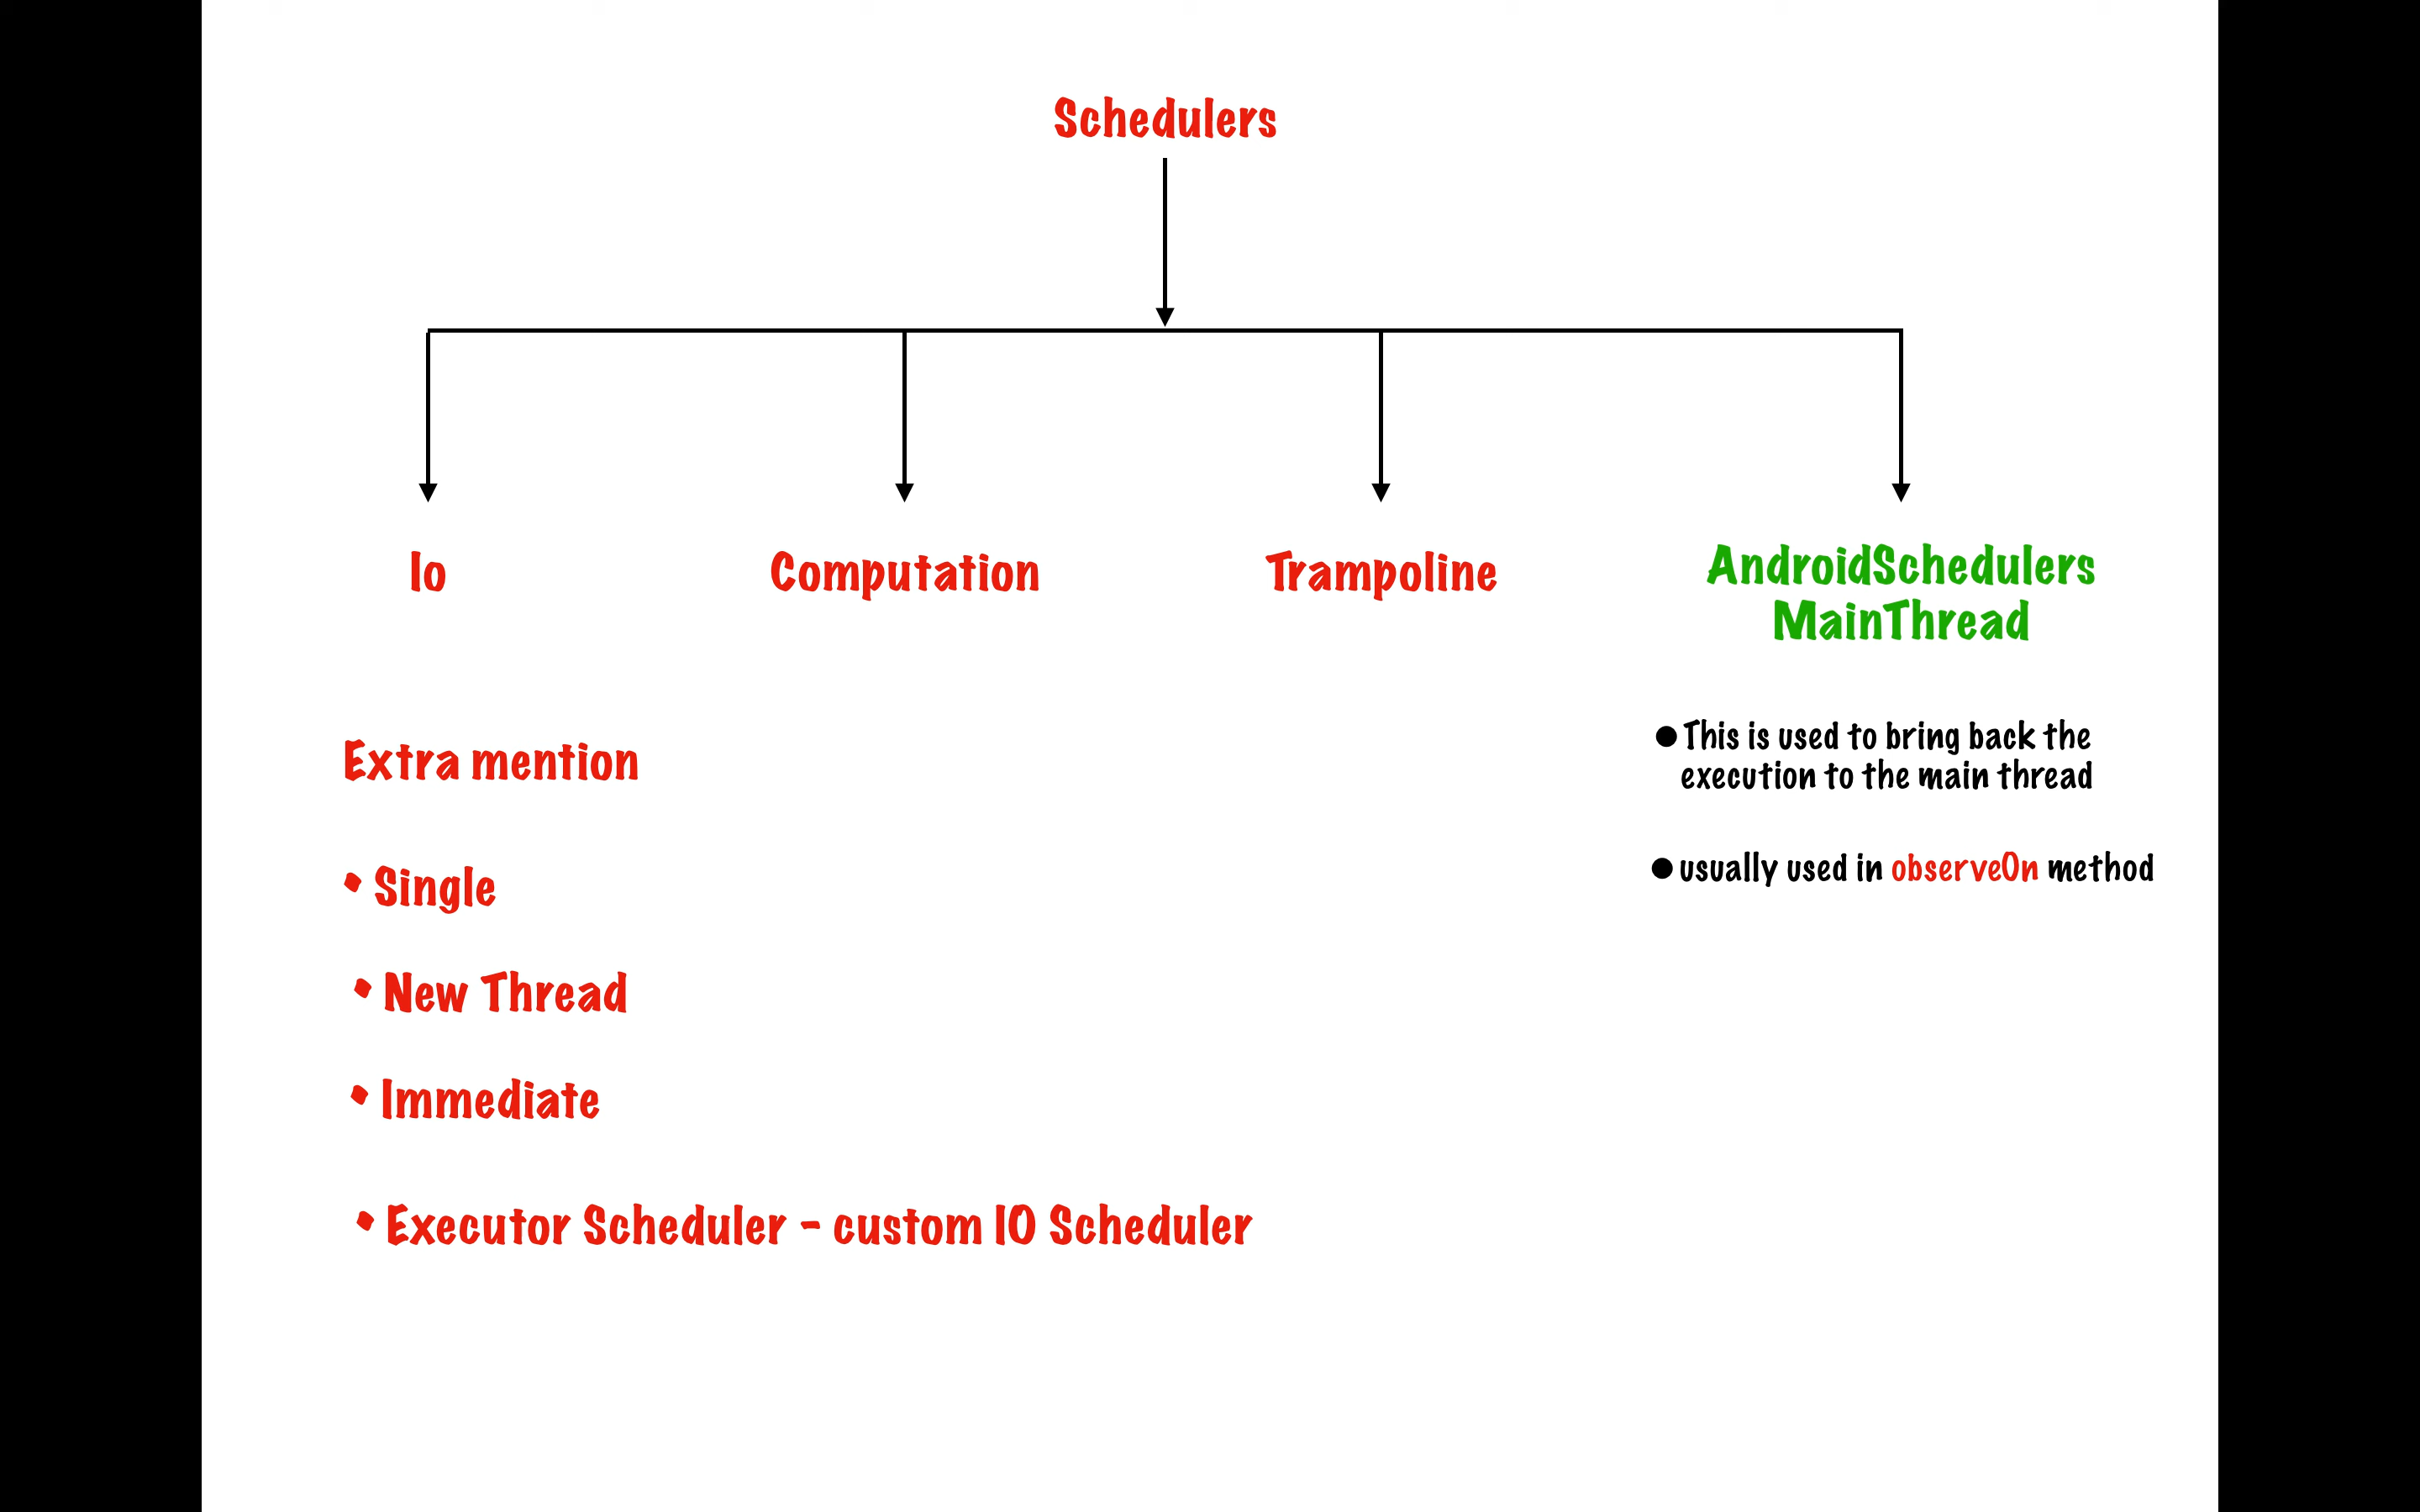 Schedulers
Io
Computation
Trampoline
AndroidSchedulers
MainThread
Extra mention
• Single
• New Thread
• Immediate
• Executor Scheduler - custom IO Scheduler
● This is used to bring back the
execution to the main thread
● usually used in observeOn method